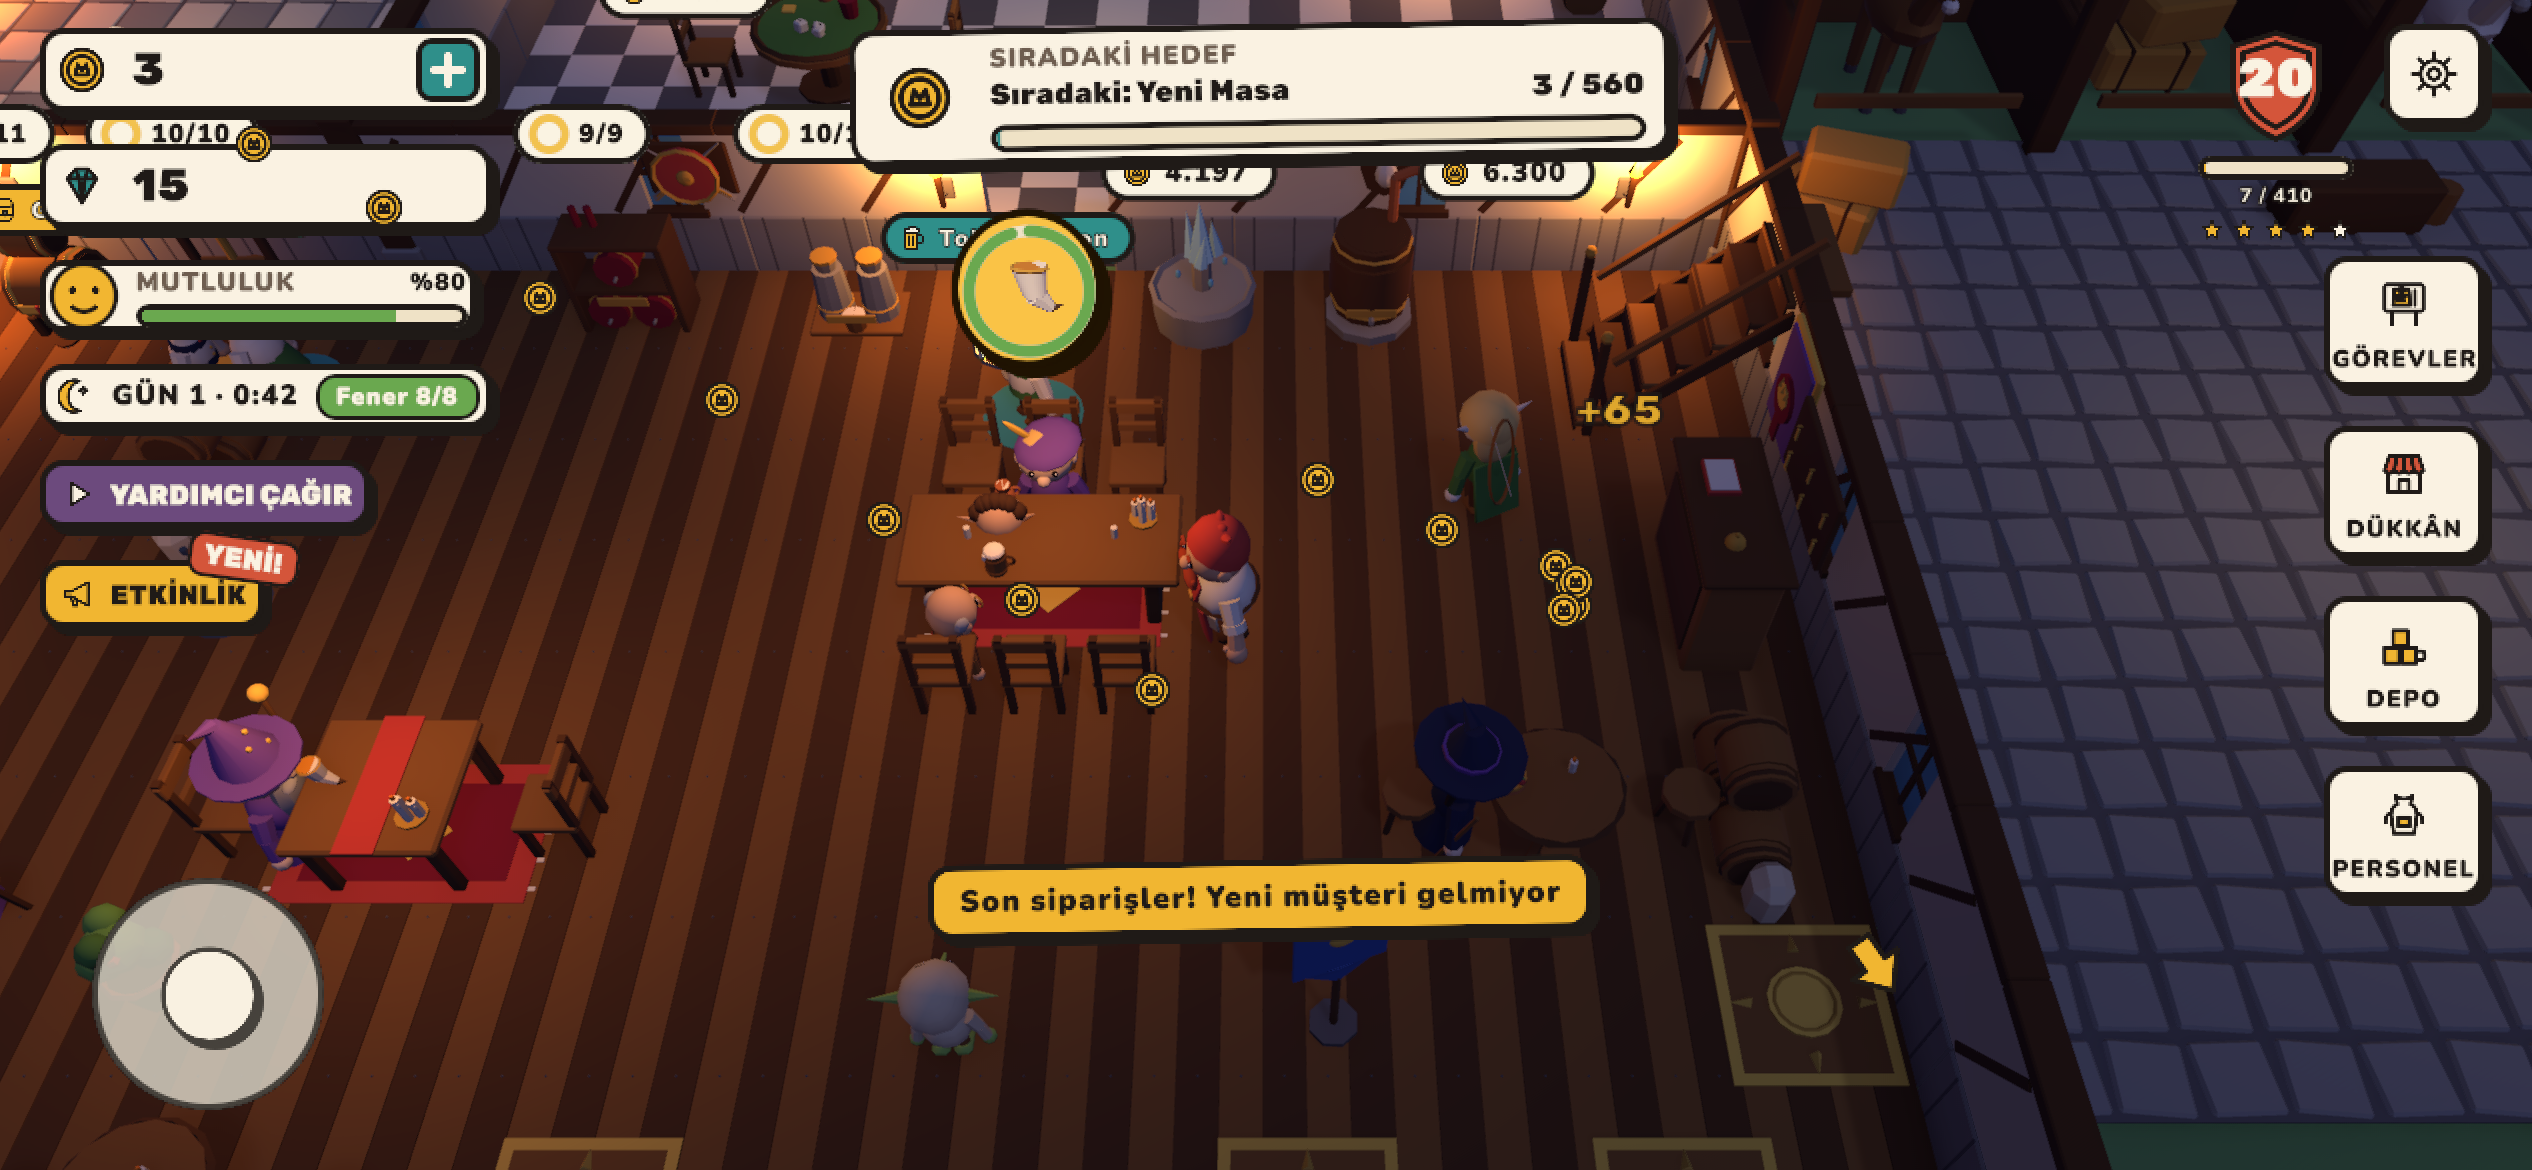 3
SIRADAKİ HEDEF
Sıradaki: Yeni Masa
3 / 560
20
11
10/10
9/9
15
4.197
6.300
7 / 410
MUTLULUK
%80
GÜN 1 · 0:42
Fener 8/8
+65
GÖREVLER
YARDIMCI ÇAĞIR
YENİ!
ETKİNLİK
DÜKKÂN
DEPO
PERSONEL
Son siparişler! Yeni müşteri gelmiyor